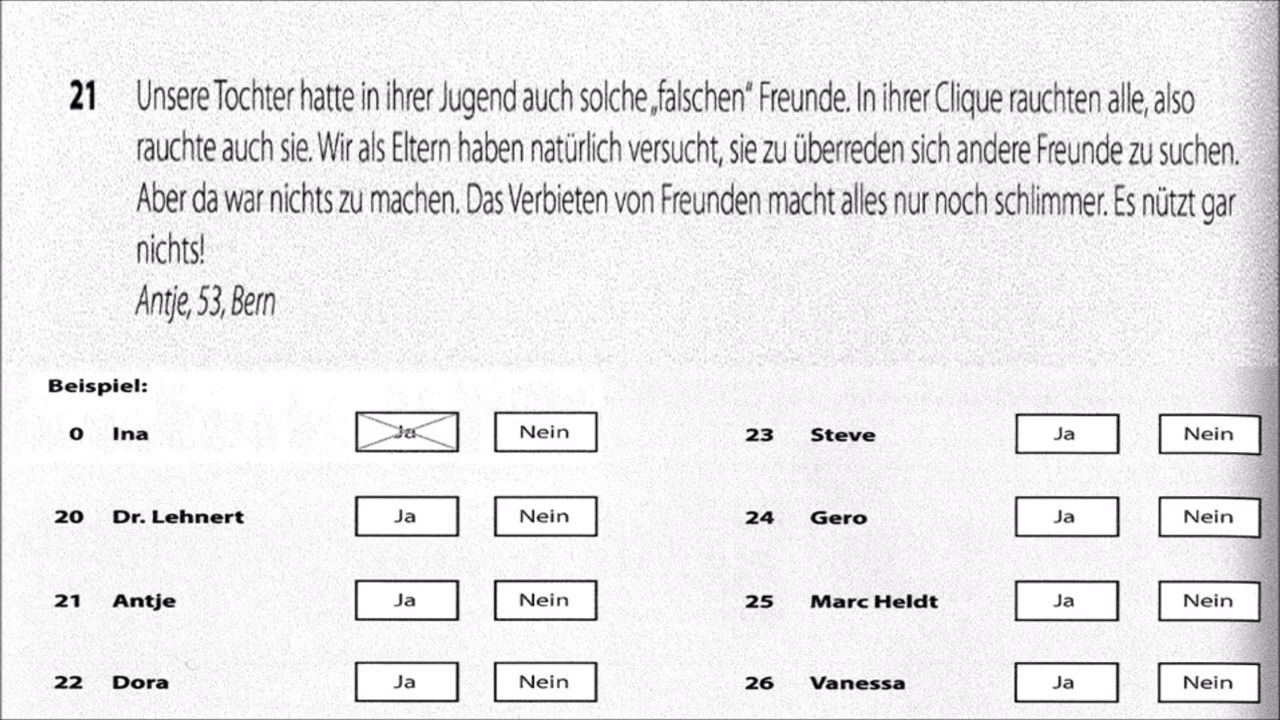 21 Unsere Tochter hatte in ihrer Jugend auch solche „falschen“ Freunde. In ihrer Clique rauchten alle, also
rauchte auch sie. Wir als Eltern haben natürlich versucht, sie zu überreden sich andere Freunde zu suchen.
Aber da war nichts zu machen. Das Verbieten von Freunden macht alles nur noch schlimmer. Es nützt gar
nichts!
Antje, 53, Bern
Beispiel:
0 Ina Ja Nein 23 Steve Ja Nein
20 Dr. Lehnert Ja Nein 24 Gero Ja Nein
21 Antje Ja Nein 25 Marc Heldt Ja Nein
22 Dora Ja Nein 26 Vanessa Ja Nein